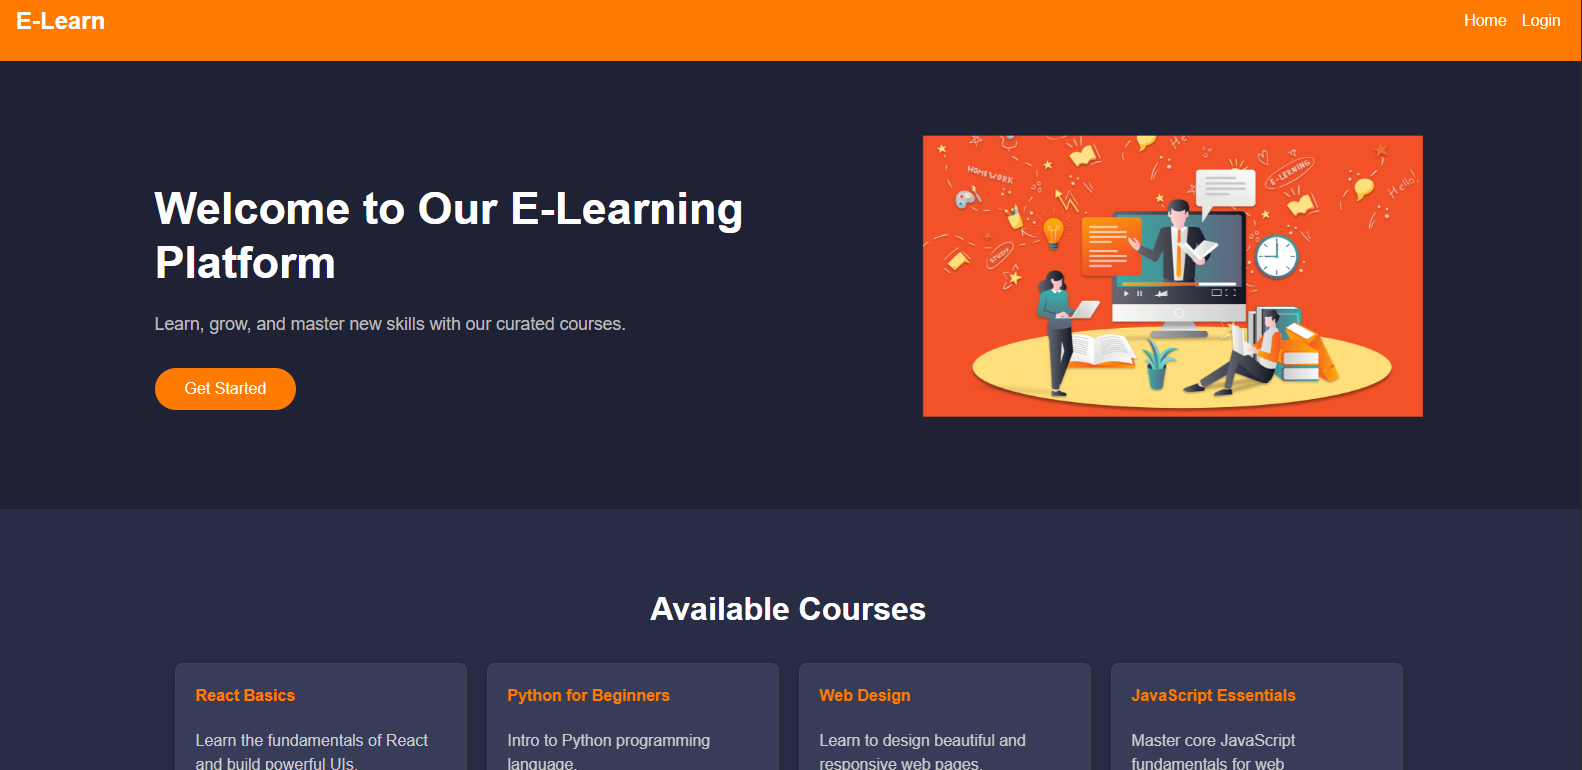 E-Learn
Home Login
Welcome to Our E-Learning
Platform
Learn, grow, and master new skills with our curated courses.
Get Started
HOMEWORK
E-LEARNING
Hello!
STUDY
Available Courses
React Basics
Learn the fundamentals of React
and build powerful UIs.
Python for Beginners
Intro to Python programming
language.
Web Design
Learn to design beautiful and
responsive web pages.
JavaScript Essentials
Master core JavaScript
fundamentals for web